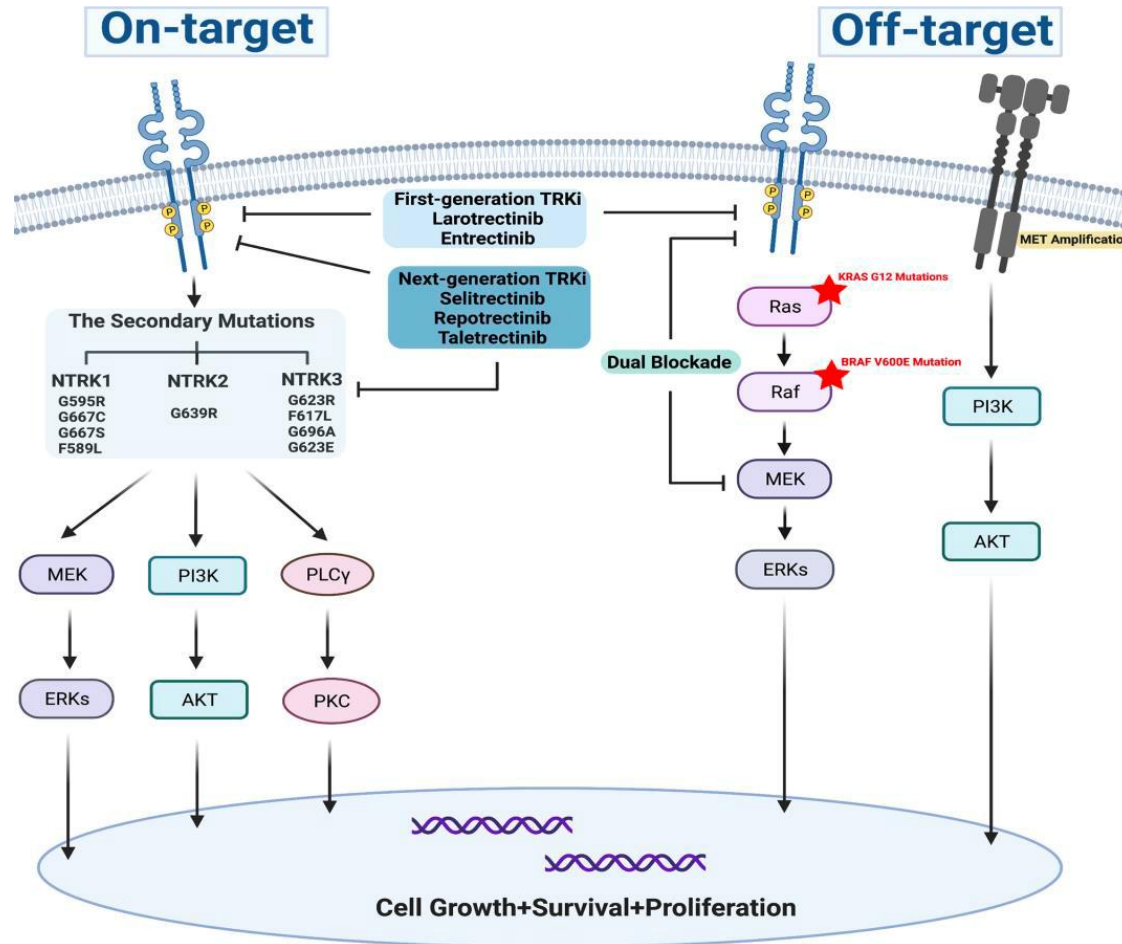 On-target
Off-target
P
P
P
P
P
P
P
P
First-generation TRKi
Larotrectinib
Entrectinib
MET Amplificatio
Next-generation TRKi
Selitrectinib
Repotrectinib
Taletrectinib
The Secondary Mutations
NTRK1
G595R
G667C
G667S
F589L
NTRK2
G639R
NTRK3
G623R
F617L
G696A
G623E
Dual Blockade
KRAS G12 Mutations
Ras
BRAF V600E Mutation
Raf
MEK
ERKs
PI3K
AKT
MEK
PI3K
PLCγ
ERKs
AKT
PKC
Cell Growth+Survival+Proliferation